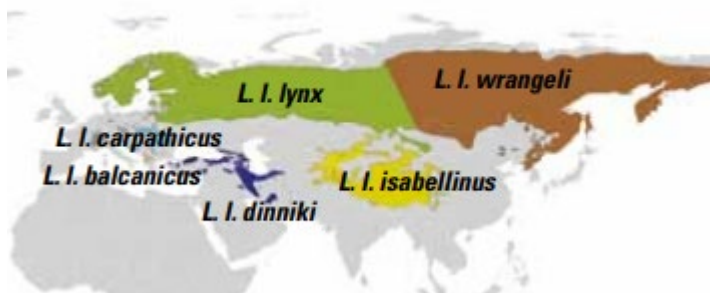 L. l. wrangeli
L. l. lynx
L. l. carpathicus
L. l. balcanicus
L. l. isabellinus
L. l. dinniki